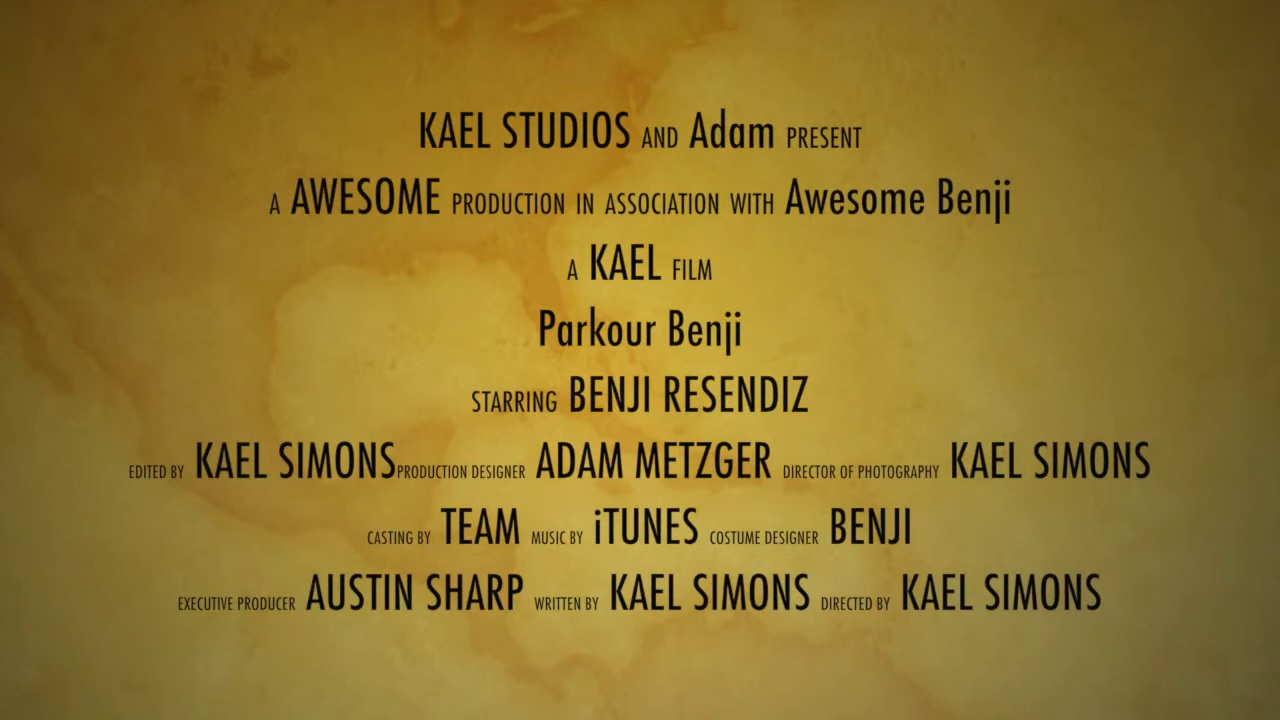 KAEL STUDIOS AND Adam PRESENT
A AWESOME PRODUCTION IN ASSOCIATION WITH Awesome Benji
A KAEL FILM
Parkour Benji
STARRING BENJI RESENDIZ
EDITED BY KAEL SIMONS PRODUCTION DESIGNER ADAM METZGER DIRECTOR OF PHOTOGRAPHY KAEL SIMONS
CASTING BY TEAM MUSIC BY iTUNES COSTUME DESIGNER BENJI
EXECUTIVE PRODUCER AUSTIN SHARP WRITTEN BY KAEL SIMONS DIRECTED BY KAEL SIMONS